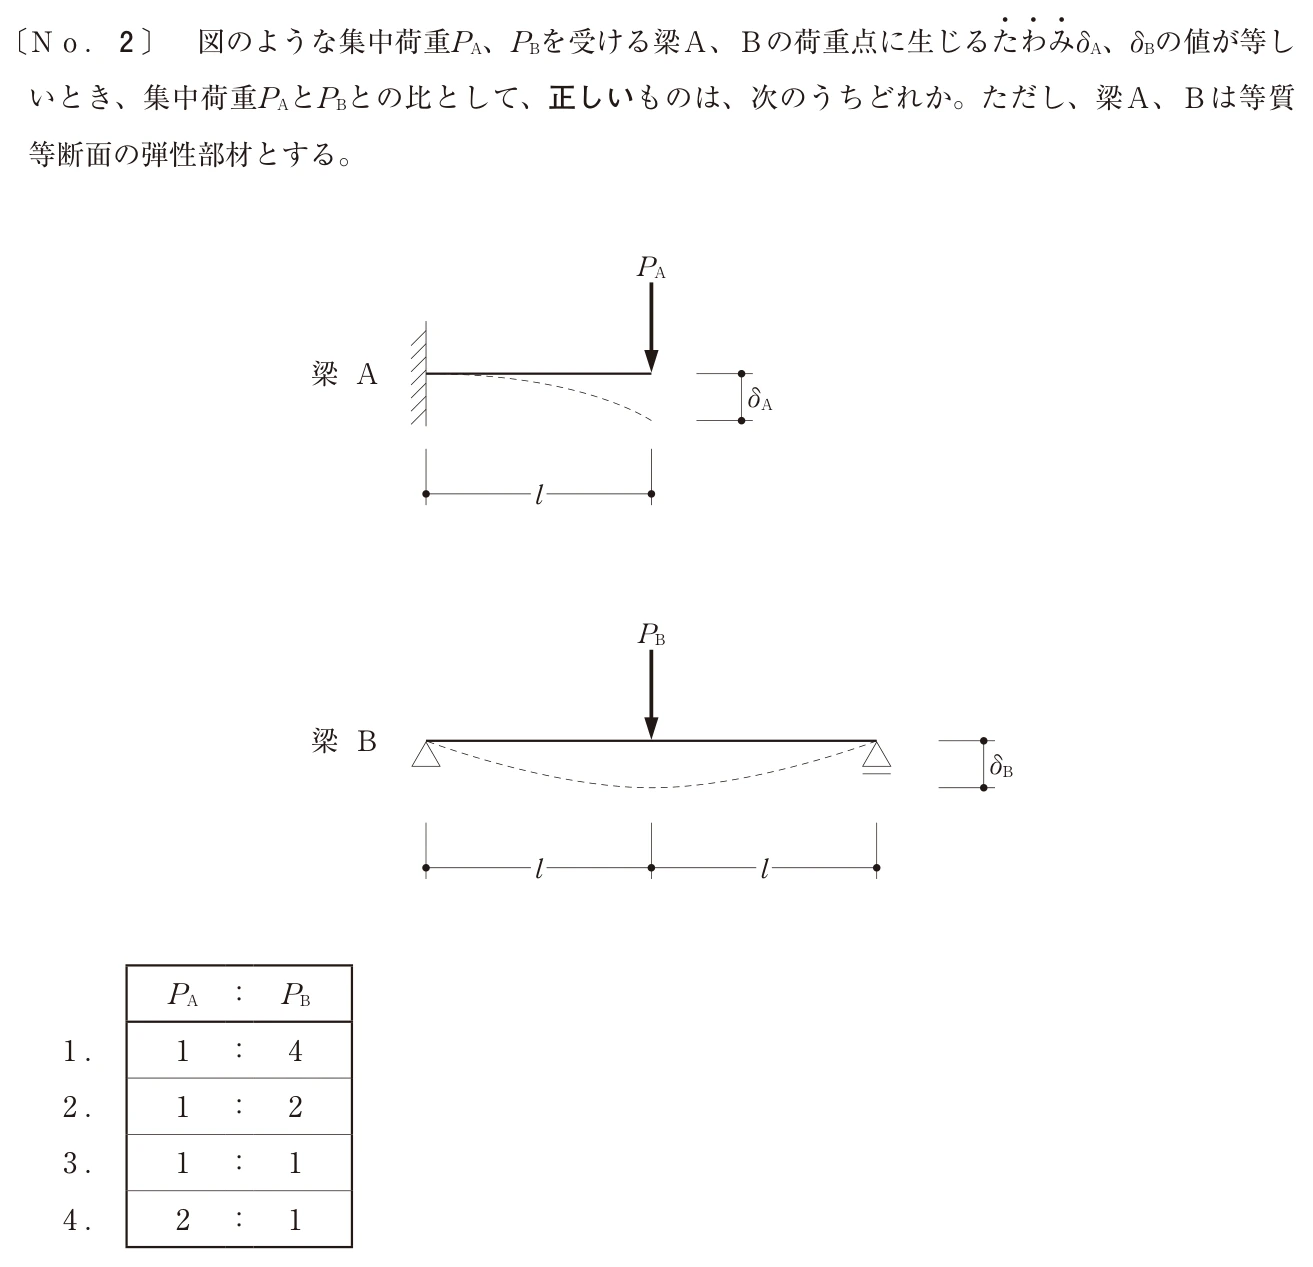 〔Ｎｏ．２〕　図のような集中荷重PA、PBを受ける梁Ａ、Ｂの荷重点に生じるたわみδA、δBの値が等し
いとき、集中荷重PAとPBとの比として、正しいものは、次のうちどれか。ただし、梁Ａ、Ｂは等質
等断面の弾性部材とする。
PA
梁 A
δA
l
PB
梁 B
δB
l l
PA : PB
1. 1 : 4
2. 1 : 2
3. 1 : 1
4. 2 : 1